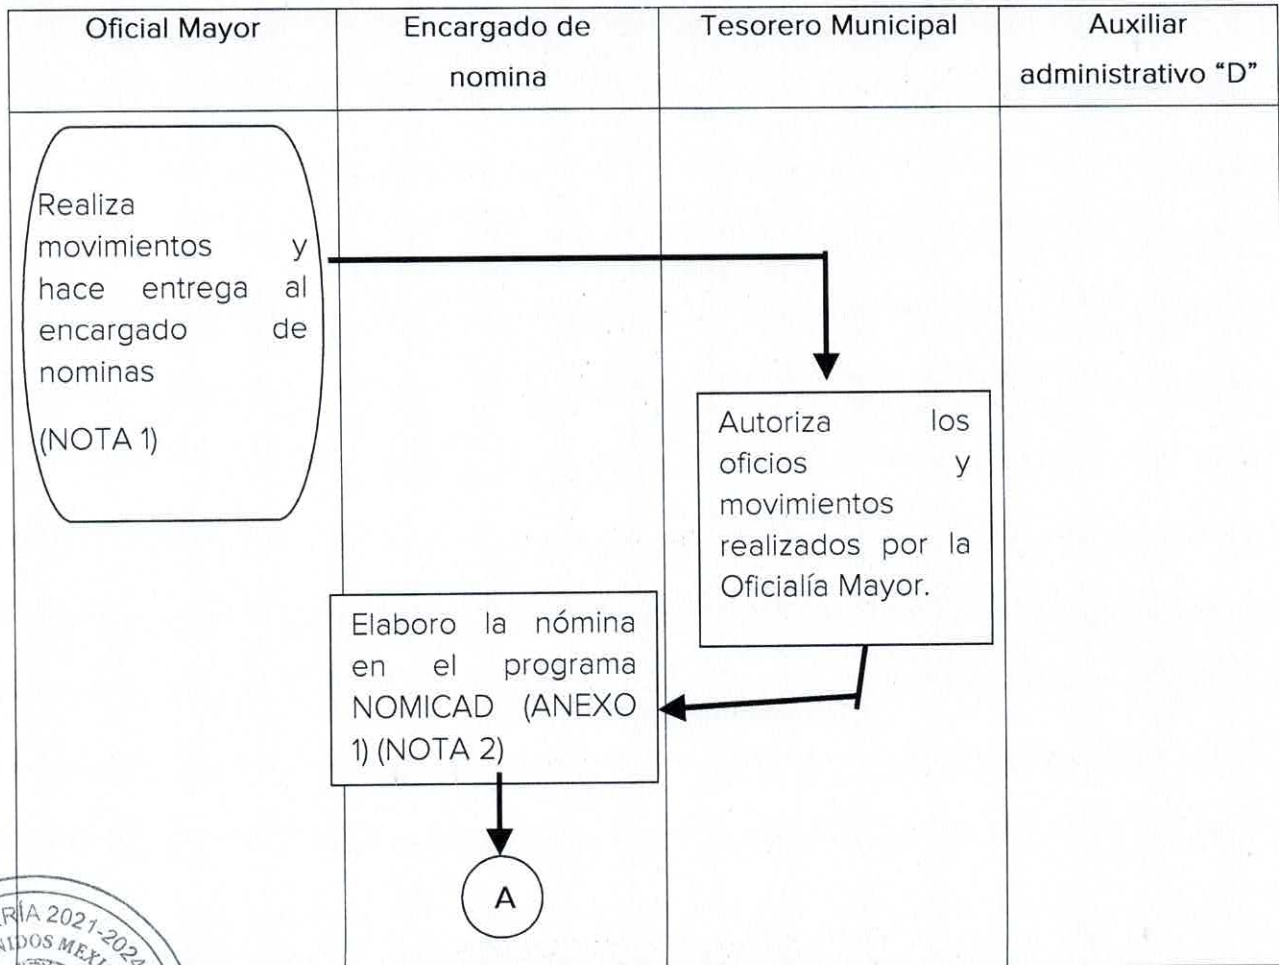 Oficial Mayor
Encargado de
nomina
Tesorero Municipal
Auxiliar
administrativo “D”
Realiza
movimientos y
hace entrega al
encargado de
nominas
(NOTA 1)
Autoriza los
oficios y
movimientos
realizados por la
Oficialía Mayor.
Elaboro la nómina
en el programa
NOMICAD (ANEXO
1) (NOTA 2)
A
RÍA 2021-2024
NIDOS MEXI